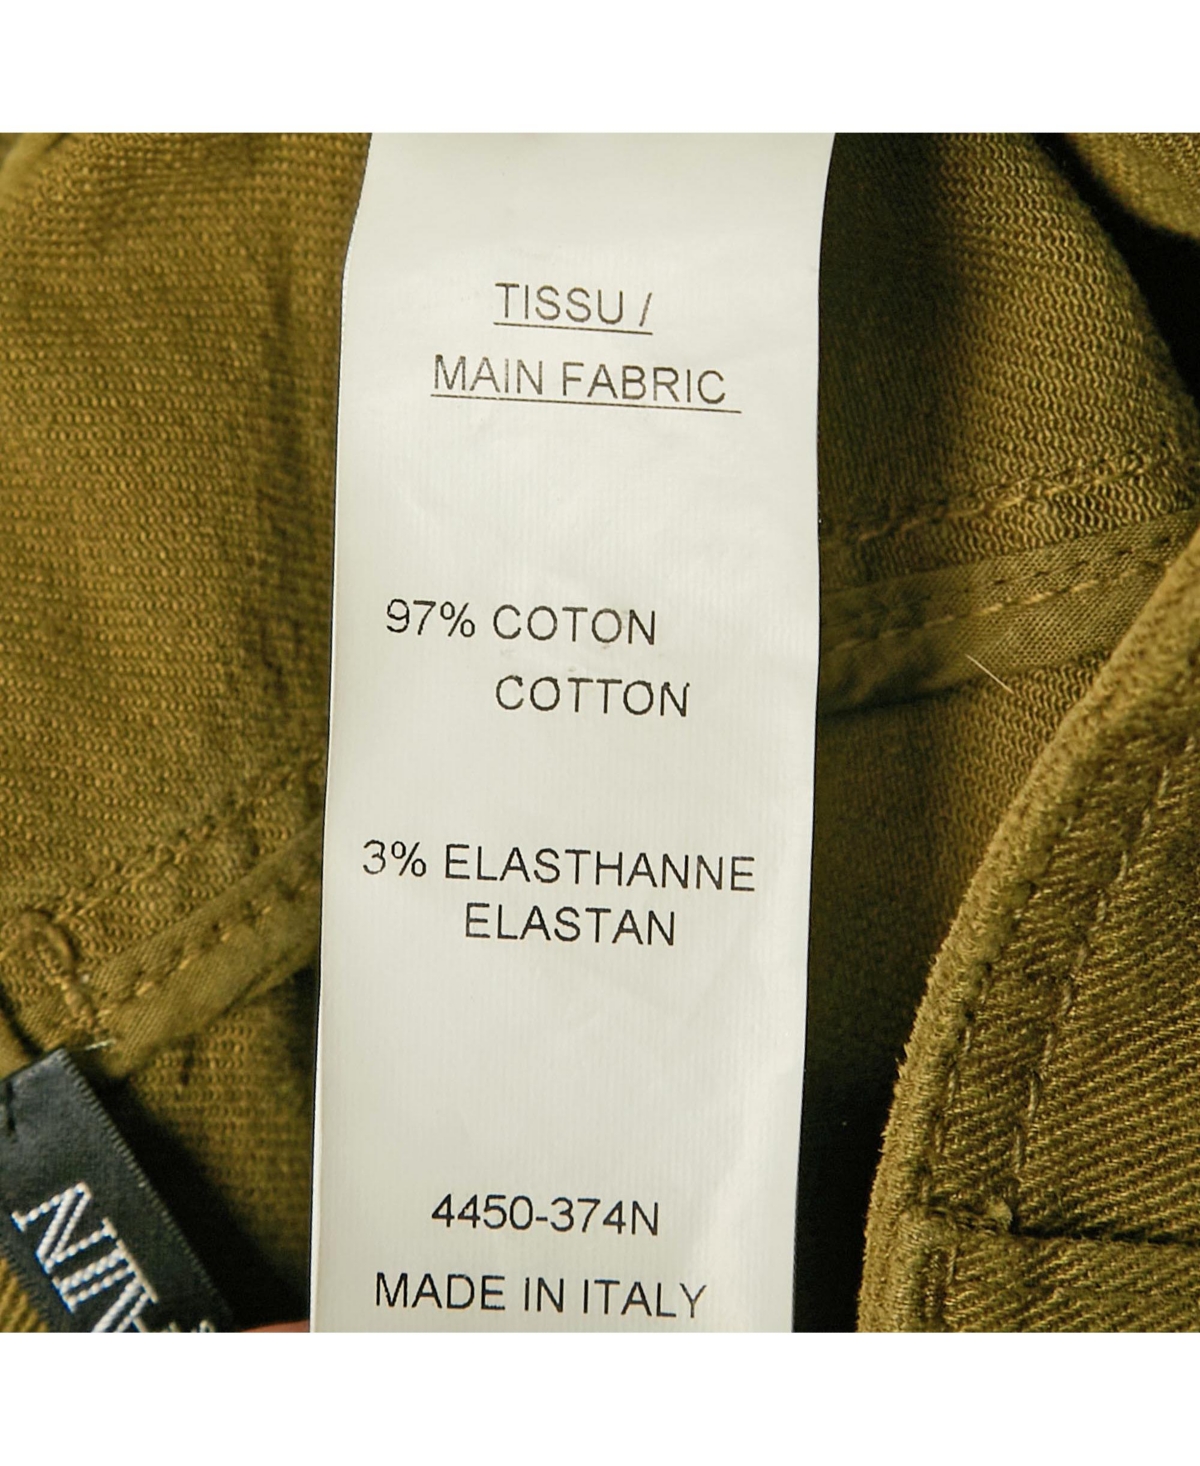 TISSU /
MAIN FABRIC
97% COTON
COTTON
3% ELASTHANNE
ELASTAN
4450-374N
MADE IN ITALY